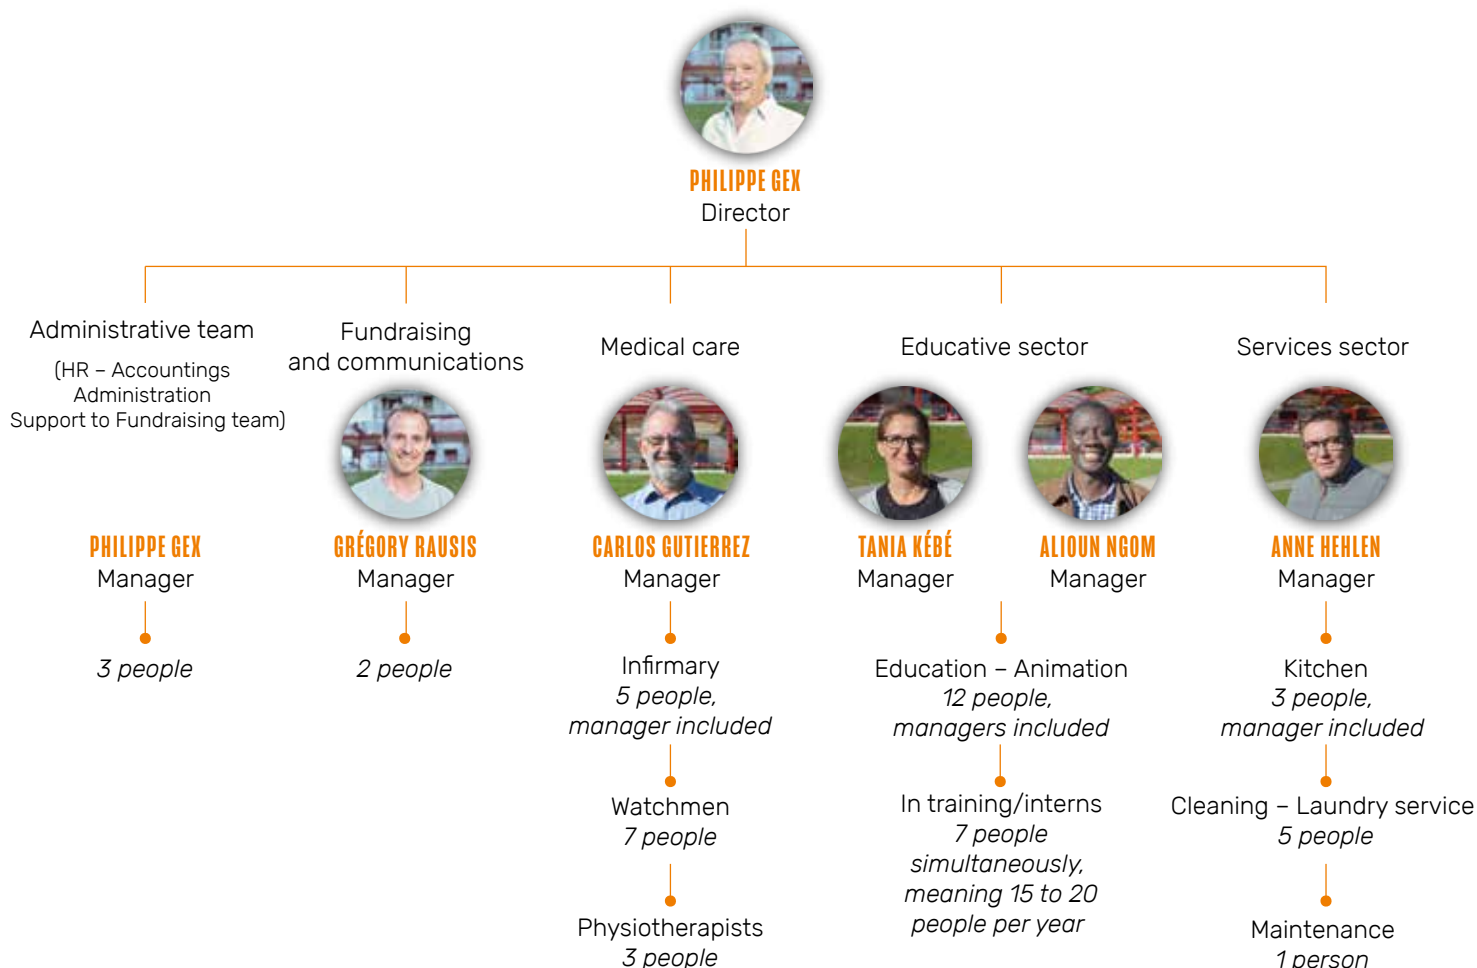 PHILIPPE GEX
Director
Administrative team
(HR – Accountings
Administration
Support to Fundraising team)
PHILIPPE GEX
Manager
3 people
Fundraising
and communications
GRÉGORY RAUSIS
Manager
2 people
Medical care
CARLOS GUTIERREZ
Manager
Infirmary
5 people,
manager included
Watchmen
7 people
Physiotherapists
3 people
Educative sector
TANIA KÉBÉ
Manager
ALIOUN NGOM
Manager
Education – Animation
12 people,
managers included
In training/interns
7 people
simultaneously,
meaning 15 to 20
people per year
Services sector
ANNE HEHLEN
Manager
Kitchen
3 people,
manager included
Cleaning – Laundry service
5 people
Maintenance
1 person